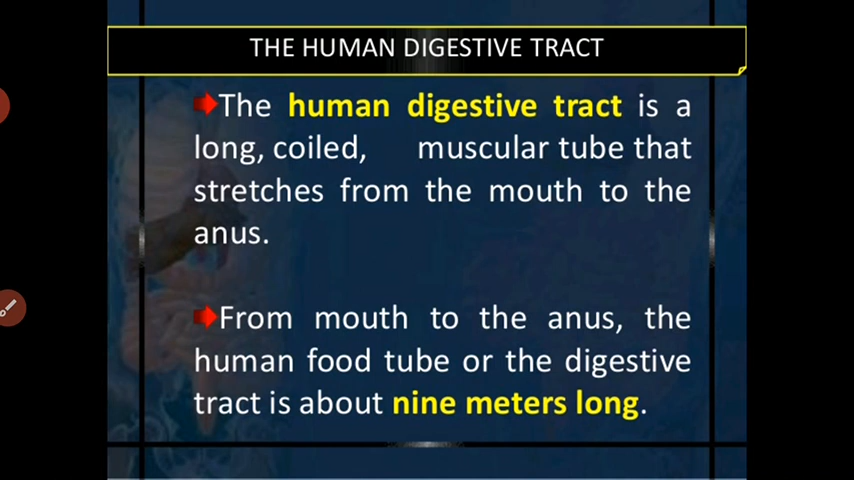 THE HUMAN DIGESTIVE TRACT
The human digestive tract is a
long, coiled, muscular tube that
stretches from the mouth to the
anus.
From mouth to the anus, the
human food tube or the digestive
tract is about nine meters long.